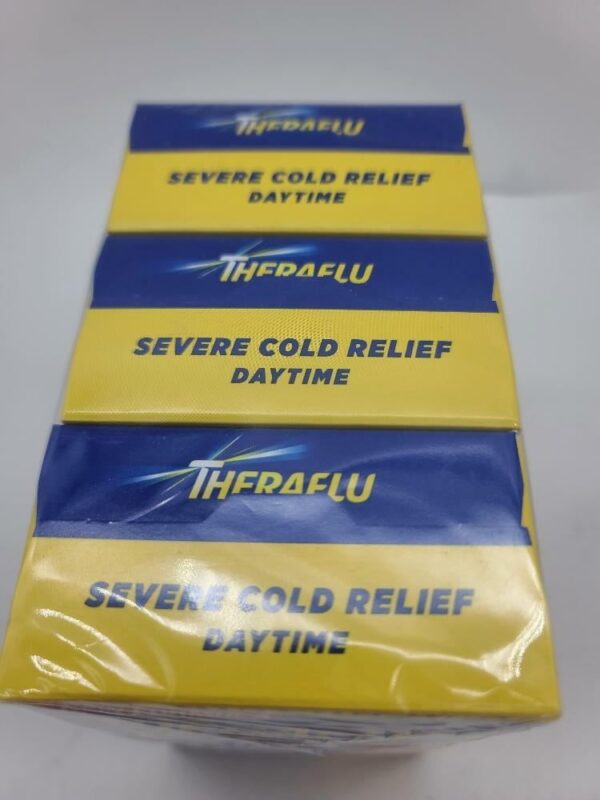 THERAFLU
SEVERE COLD RELIEF
DAYTIME
THERAFLU
SEVERE COLD RELIEF
DAYTIME
THERAFLU
SEVERE COLD RELIEF
DAYTIME